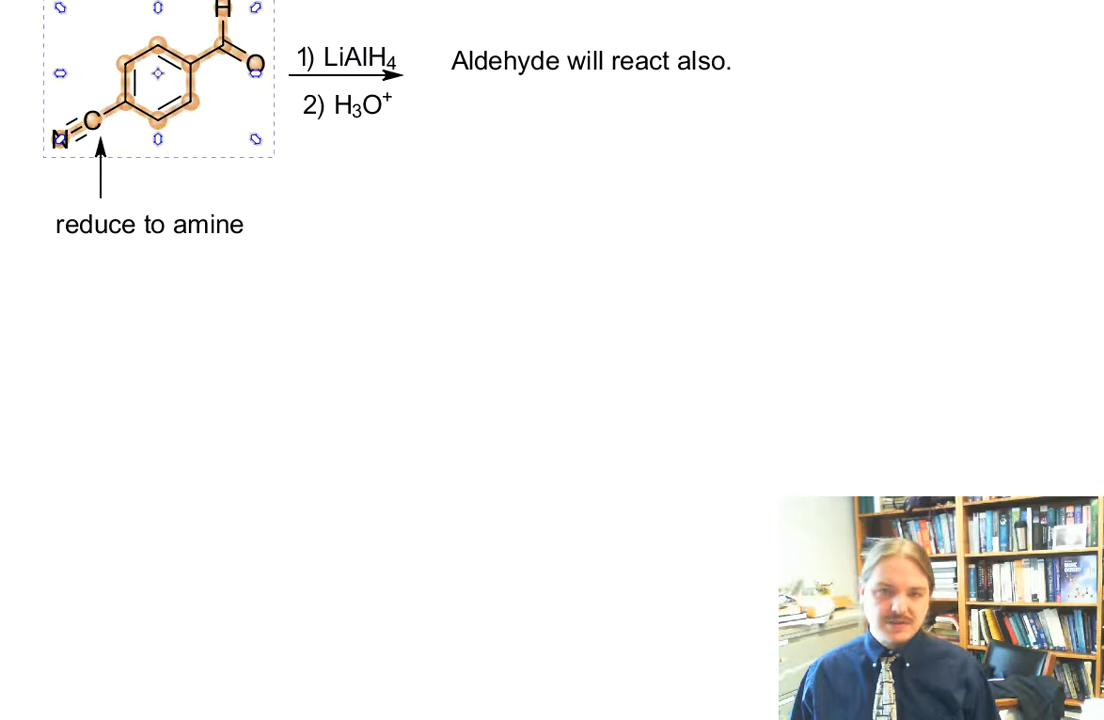 H
O
C
N
1) LiAlH₄
2) H₃O⁺
Aldehyde will react also.
reduce to amine